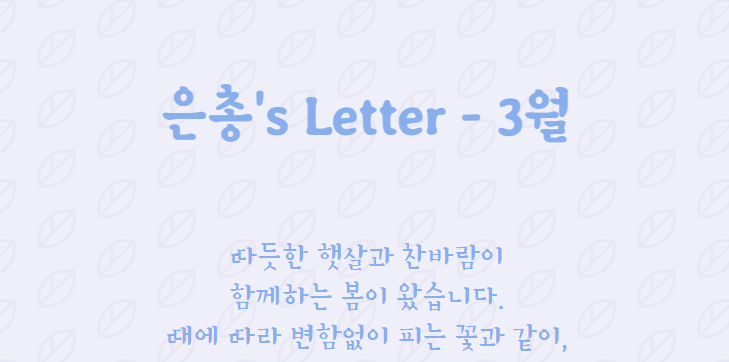 은총's Letter - 3월
따듯한 햇살과 찬바람이
함께하는 봄이 왔습니다.
때에 따라 변함없이 피는 꽃과 같이,